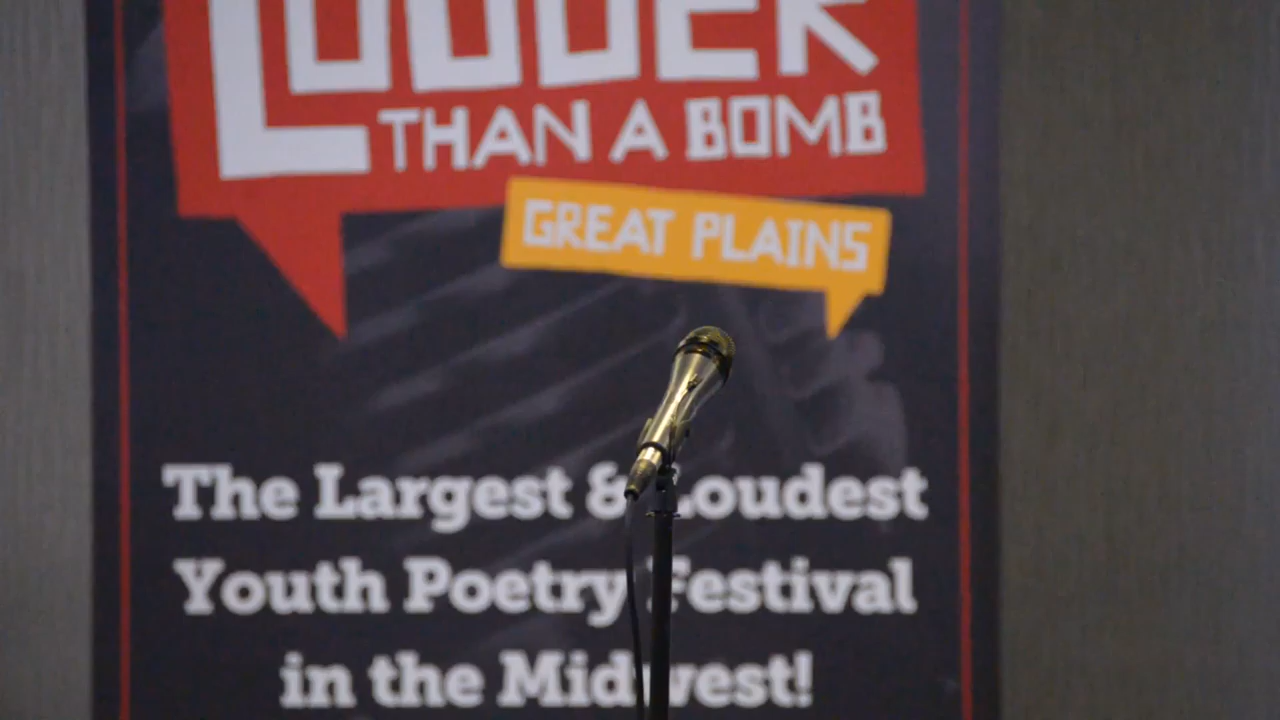 LOUDER
THAN A BOMB
GREAT PLAINS
The Largest & Loudest
Youth Poetry Festival
in the Midwest!